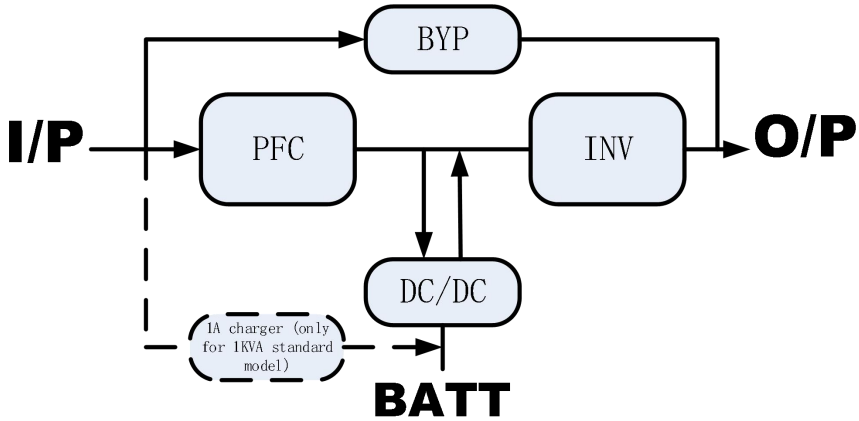 BYP
I/P
PFC
INV
O/P
DC/DC
1A charger (only
for 1KVA standard
model)
BATT